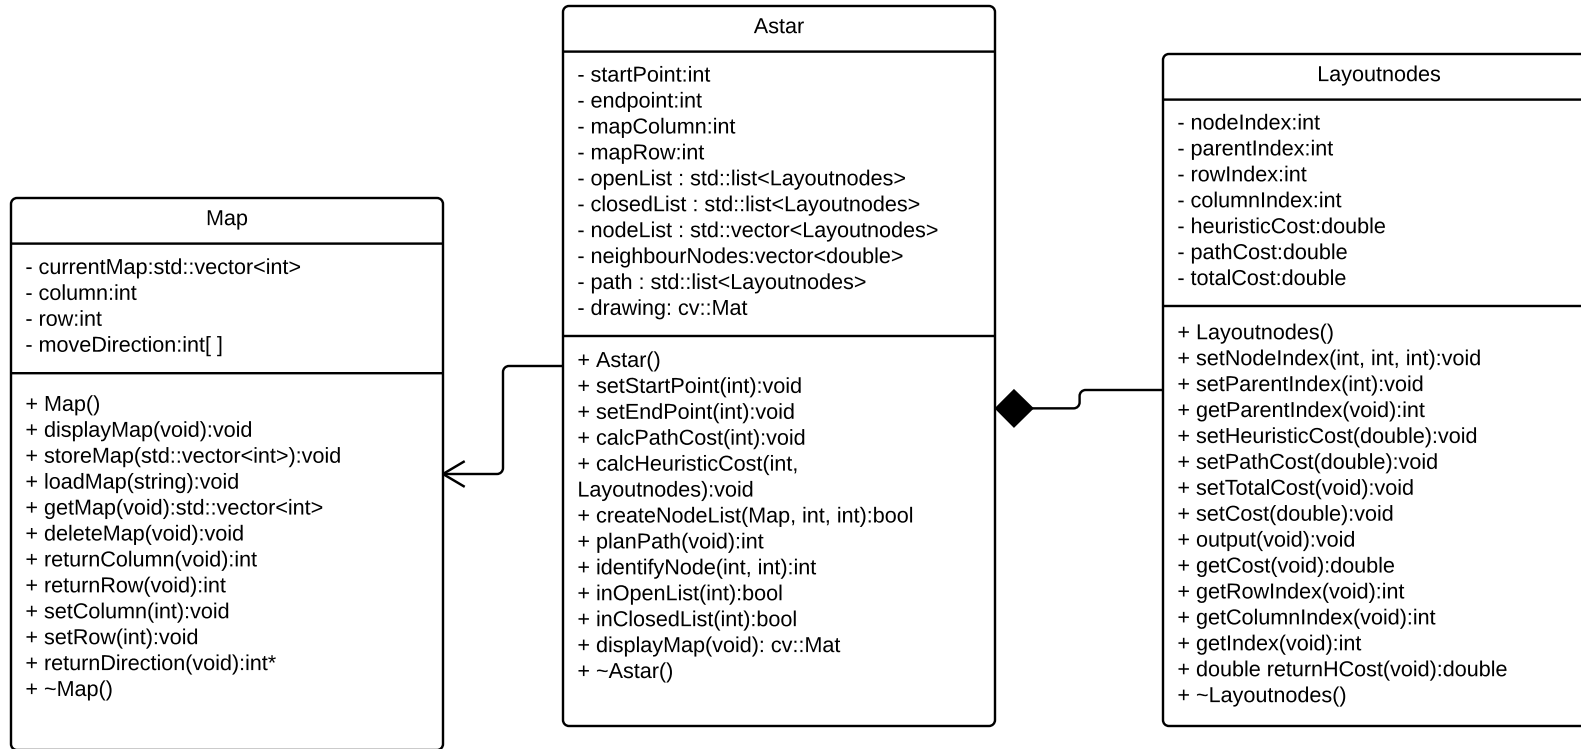 Map
- currentMap:std::vector<int>
- column:int
- row:int
- moveDirection:int[ ]
+ Map()
+ displayMap(void):void
+ storeMap(std::vector<int>):void
+ loadMap(string):void
+ getMap(void):std::vector<int>
+ deleteMap(void):void
+ returnColumn(void):int
+ returnRow(void):int
+ setColumn(int):void
+ setRow(int):void
+ returnDirection(void):int*
+ ~Map()
Astar
- startPoint:int
- endpoint:int
- mapColumn:int
- mapRow:int
- openList : std::list<Layoutnodes>
- closedList : std::list<Layoutnodes>
- nodeList : std::vector<Layoutnodes>
- neighbourNodes:vector<double>
- path : std::list<Layoutnodes>
- drawing: cv::Mat
+ Astar()
+ setStartPoint(int):void
+ setEndPoint(int):void
+ calcPathCost(int):void
+ calcHeuristicCost(int,
Layoutnodes):void
+ createNodeList(Map, int, int):bool
+ planPath(void):int
+ identifyNode(int, int):int
+ inOpenList(int):bool
+ inClosedList(int):bool
+ displayMap(void): cv::Mat
+ ~Astar()
Layoutnodes
- nodeIndex:int
- parentIndex:int
- rowIndex:int
- columnIndex:int
- heuristicCost:double
- pathCost:double
- totalCost:double
+ Layoutnodes()
+ setNodeIndex(int, int, int):void
+ setParentIndex(int):void
+ getParentIndex(void):int
+ setHeuristicCost(double):void
+ setPathCost(double):void
+ setTotalCost(void):void
+ setCost(double):void
+ output(void):void
+ getCost(void):double
+ getRowIndex(void):int
+ getColumnIndex(void):int
+ getIndex(void):int
+ double returnHCost(void):double
+ ~Layoutnodes()